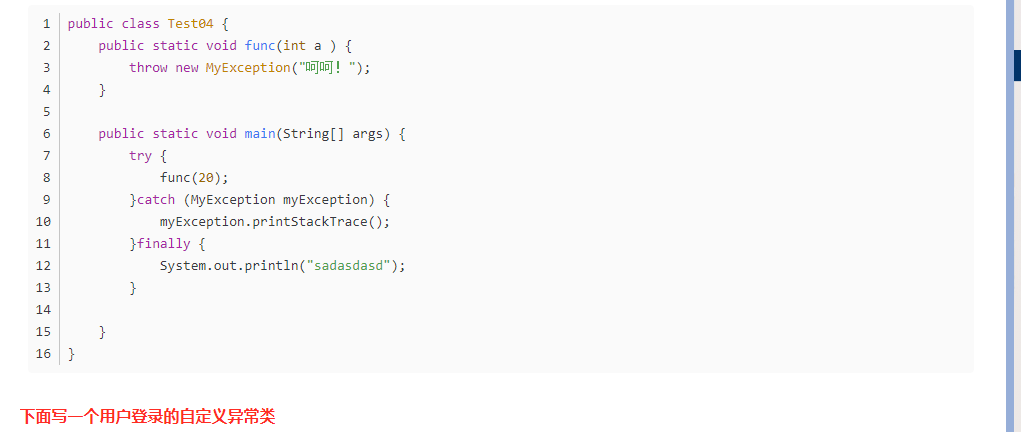 1 public class Test04 {
2 public static void func(int a ) {
3 throw new MyException("呵呵! ");
4 }
5
6 public static void main(String[] args) {
7 try {
8 func(20);
9 }catch (MyException myException) {
10 myException.printStackTrace();
11 }finally {
12 System.out.println("sadasdasd");
13 }
14
15 }
16 }
下面写一个用户登录的自定义异常类